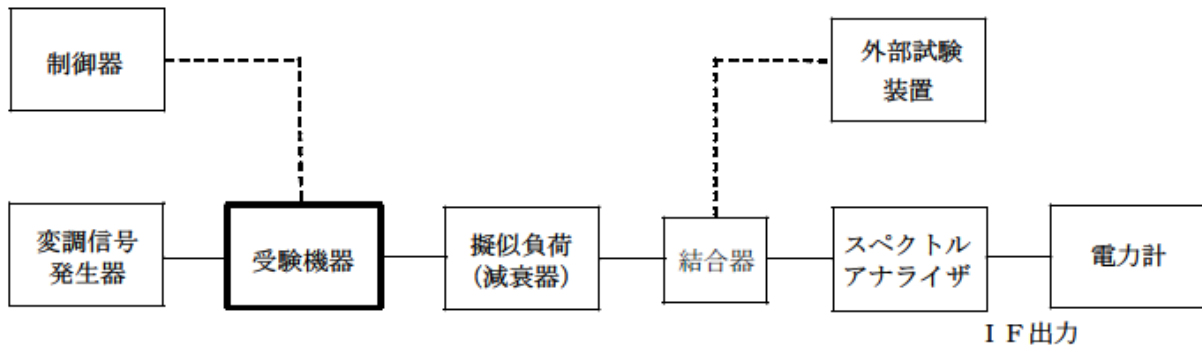 制御器
外部試験
装置
変調信号
発生器
受験機器
擬似負荷
(減衰器)
結合器
スペクトル
アナライザ
電力計
ＩＦ出力